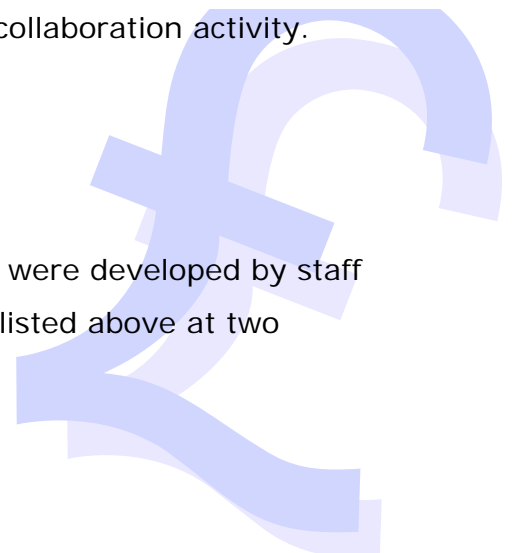 collaboration activity.
were developed by staff
listed above at two